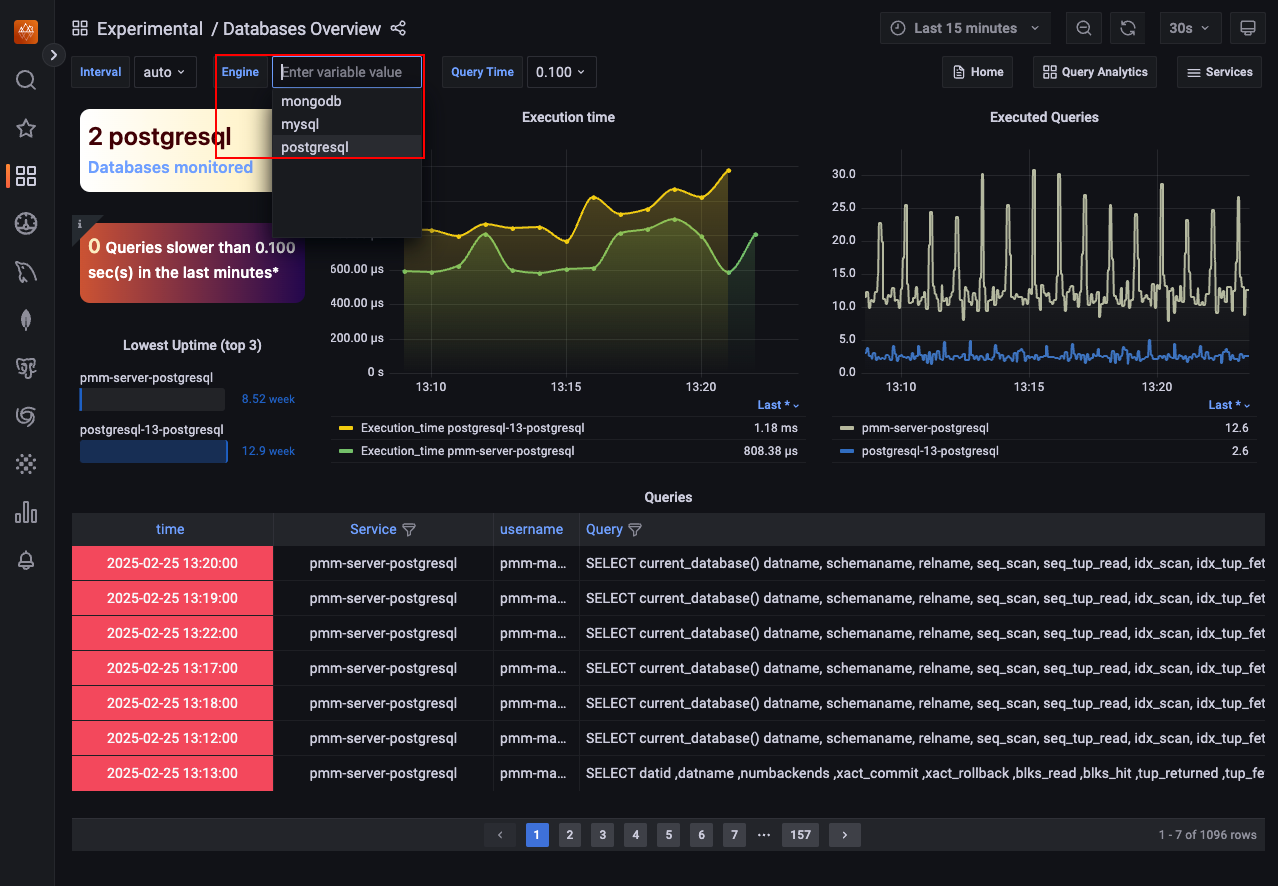 Experimental / Databases Overview
Last 15 minutes
30s
Interval
auto
Engine
Enter variable value
mongodb
mysql
postgresql
Query Time
0.100
Home
Query Analytics
Services
2 postgresql
Databases monitored
i
0 Queries slower than 0.100
sec(s) in the last minutes*
Lowest Uptime (top 3)
pmm-server-postgresql
8.52 week
postgresql-13-postgresql
12.9 week
Execution time
600.00 µs
400.00 µs
200.00 µs
0 s
13:10
13:15
13:20
Last *
Execution_time postgresql-13-postgresql
1.18 ms
Execution_time pmm-server-postgresql
808.38 µs
Executed Queries
30.0
25.0
20.0
15.0
10.0
5.0
0.0
13:10
13:15
13:20
Last *
pmm-server-postgresql
12.6
postgresql-13-postgresql
2.6
Queries
time Service username Query
2025-02-25 13:20:00 pmm-server-postgresql pmm-ma... SELECT current_database() datname, schemaname, relname, seq_scan, seq_tup_read, idx_scan, idx_tup_fet
2025-02-25 13:19:00 pmm-server-postgresql pmm-ma... SELECT current_database() datname, schemaname, relname, seq_scan, seq_tup_read, idx_scan, idx_tup_fet
2025-02-25 13:22:00 pmm-server-postgresql pmm-ma... SELECT current_database() datname, schemaname, relname, seq_scan, seq_tup_read, idx_scan, idx_tup_fet
2025-02-25 13:17:00 pmm-server-postgresql pmm-ma... SELECT current_database() datname, schemaname, relname, seq_scan, seq_tup_read, idx_scan, idx_tup_fet
2025-02-25 13:18:00 pmm-server-postgresql pmm-ma... SELECT current_database() datname, schemaname, relname, seq_scan, seq_tup_read, idx_scan, idx_tup_fet
2025-02-25 13:12:00 pmm-server-postgresql pmm-ma... SELECT current_database() datname, schemaname, relname, seq_scan, seq_tup_read, idx_scan, idx_tup_fet
2025-02-25 13:13:00 pmm-server-postgresql pmm-ma... SELECT datid ,datname ,numbackends ,xact_commit ,xact_rollback ,blks_read ,blks_hit ,tup_returned ,tup_fe
1 2 3 4 5 6 7 ... 157
1 - 7 of 1096 rows